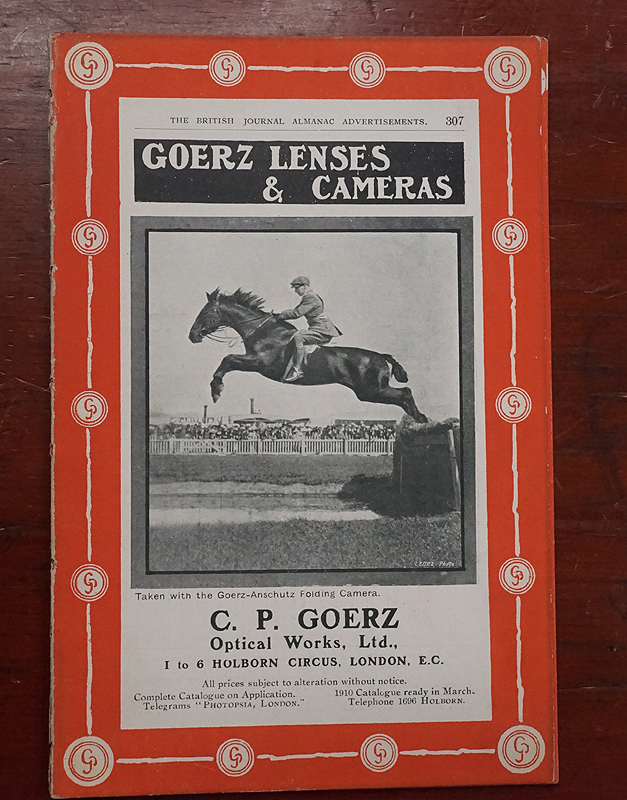 THE BRITISH JOURNAL ALMANAC ADVERTISEMENTS. 307
GOERZ LENSES
& CAMERAS
Taken with the Goerz-Anschutz Folding Camera.
C. P. GOERZ
Optical Works, Ltd.,
1 to 6 HOLBORN CIRCUS, LONDON, E.C.
All prices subject to alteration without notice.
Complete Catalogue on Application. 1910 Catalogue ready in March.
Telegrams "PHOTOPSIA, LONDON." Telephone 1696 HOLBORN.